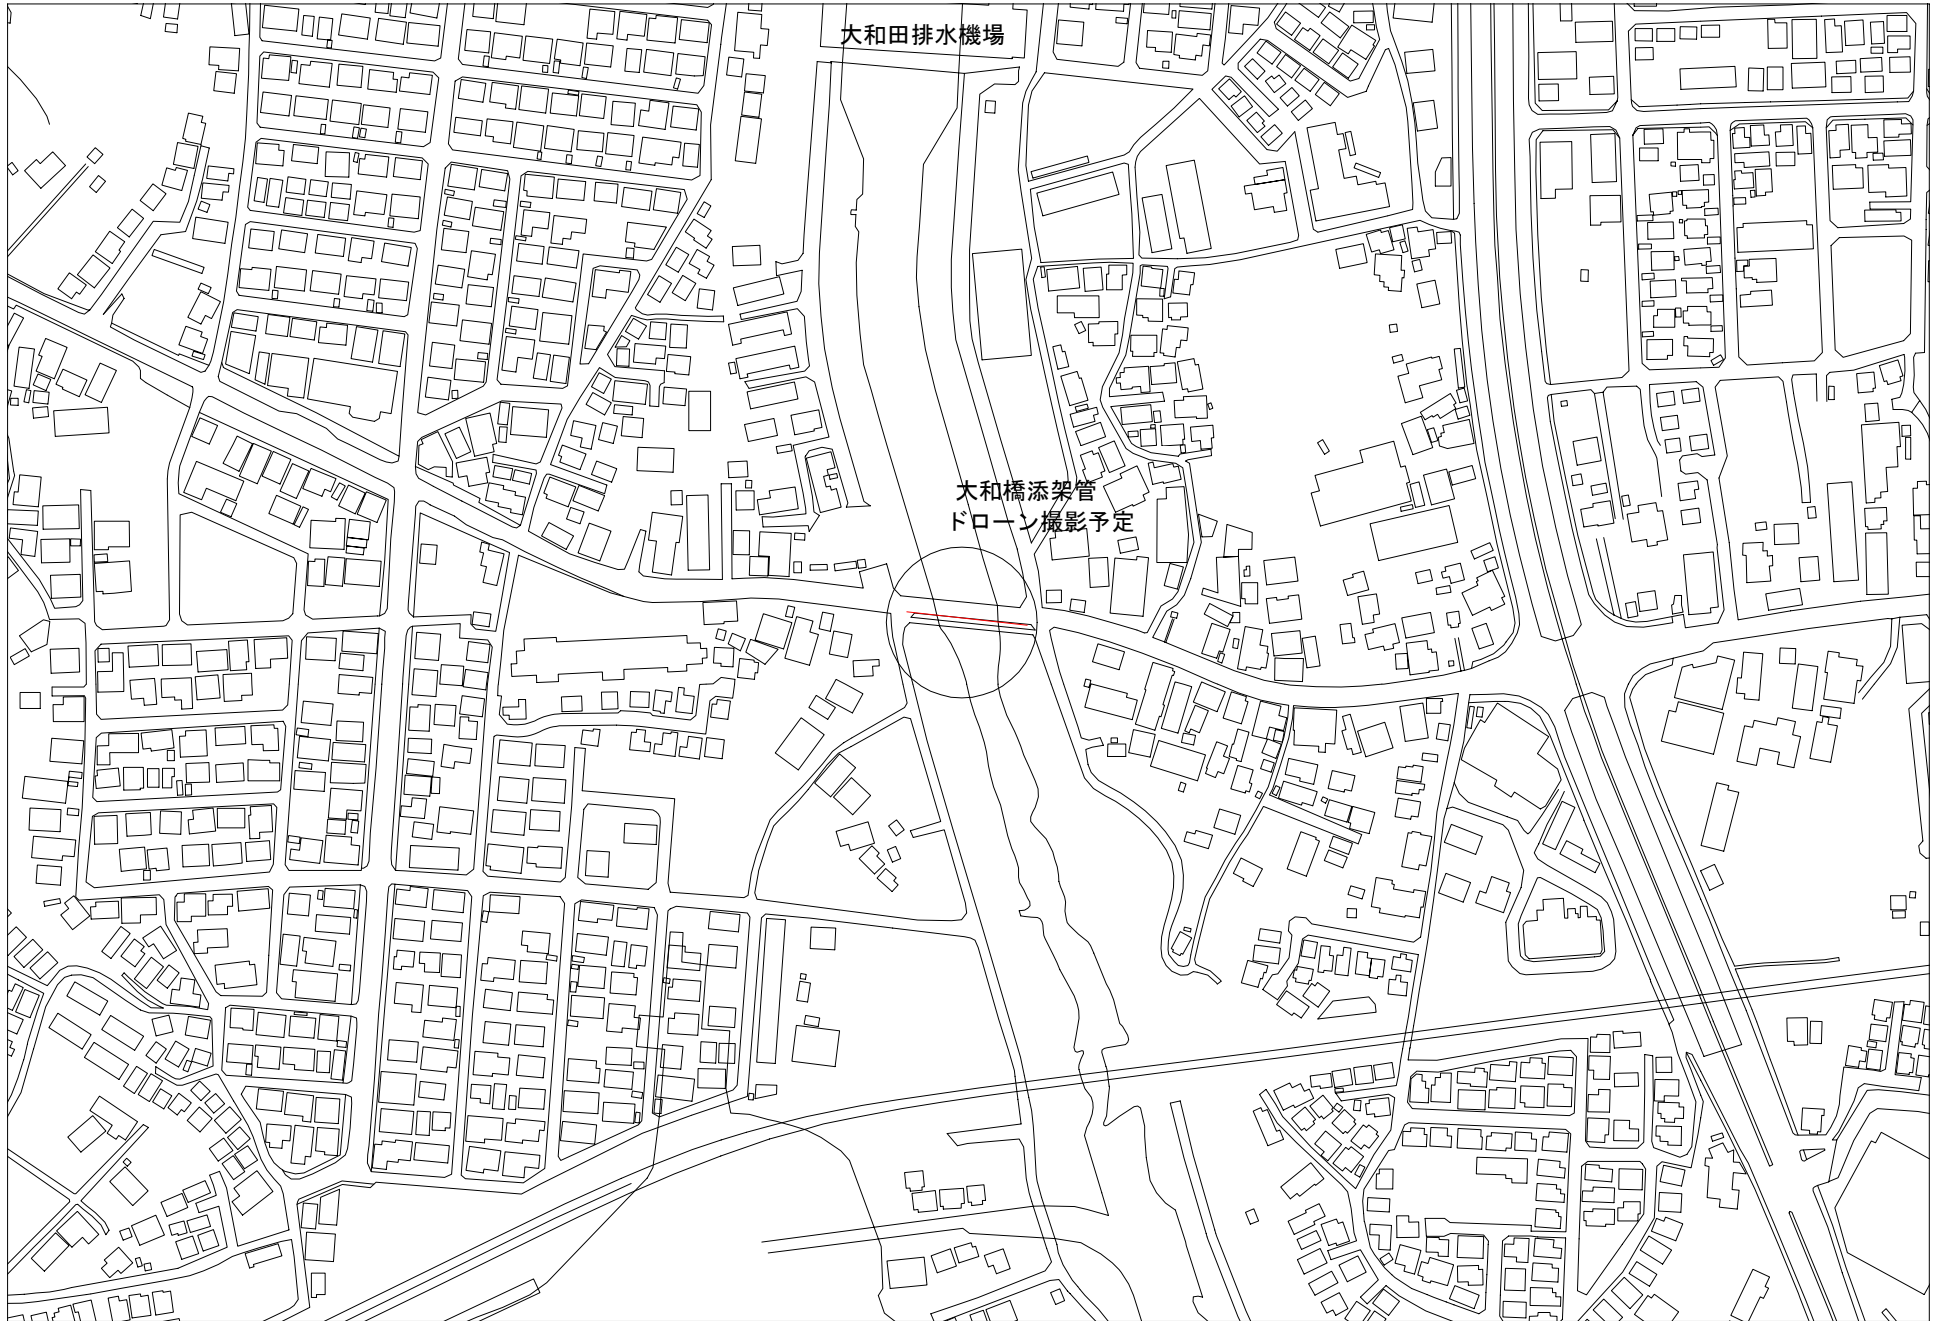 大和田排水機場
大和橋添架管
ドローン撮影予定